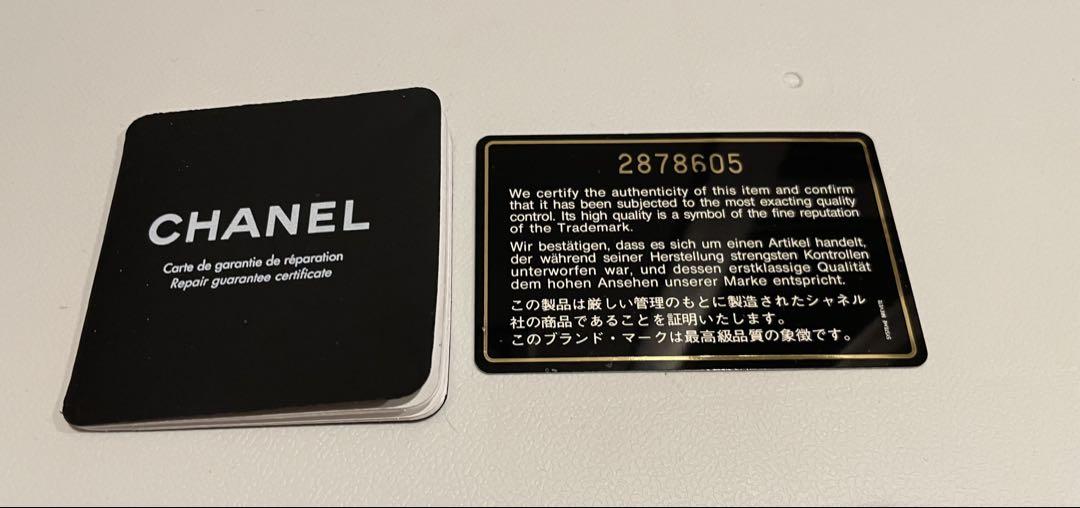 CHANEL
Carte de garantie de réparation
Repair guarantee certificate
2878605
We certify the authenticity of this item and confirm
that it has been subjected to the most exacting quality
control. Its high quality is a symbol of the fine reputation
of the Trademark.
Wir bestätigen, dass es sich um einen Artikel handelt,
der während seiner Herstellung strengsten Kontrollen
unterworfen war, und dessen erstklassige Qualität
dem hohen Ansehen unserer Marke entspricht.
この製品は厳しい管理のもとに製造されたシャネル
社の商品であることを証明いたします。
このブランド・マークは最高級品質の象徴です。